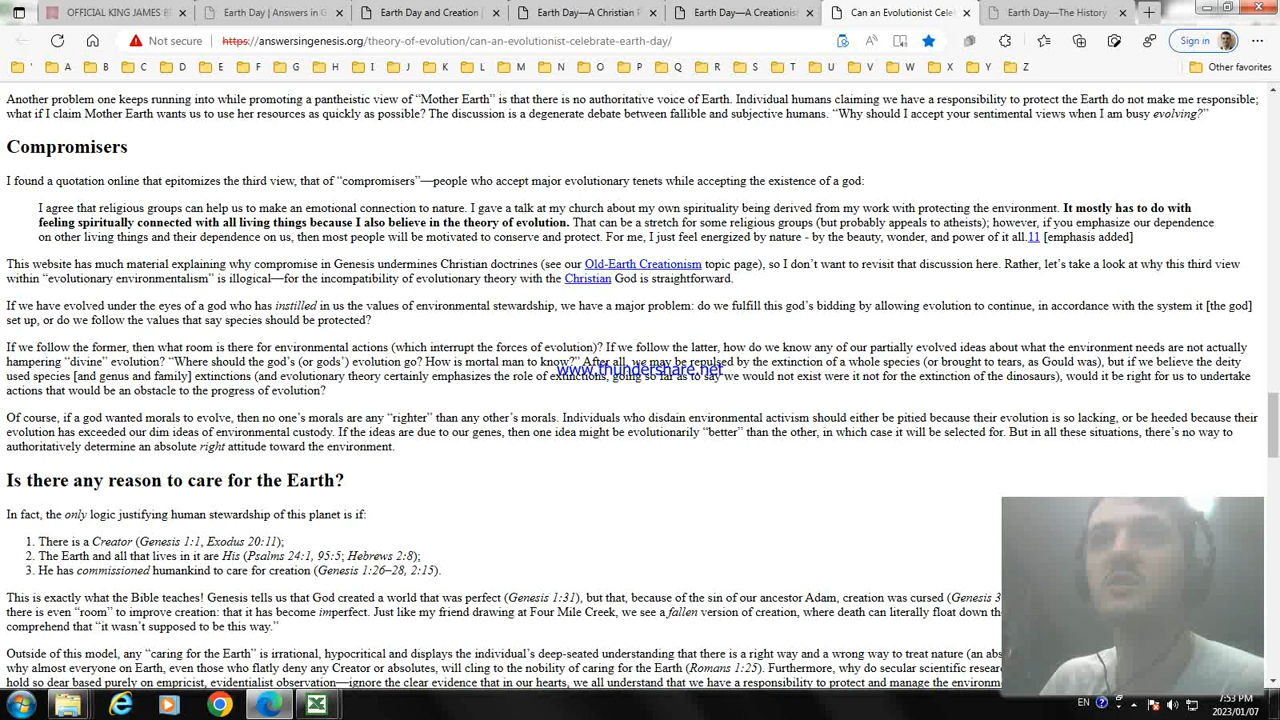 OFFICIAL KING JAMES
Earth Day | Answers in G
Earth Day and Creation |
Earth Day—A Christian P
Earth Day—A Creationis
Can an Evolutionist Cele
Earth Day—The History
Not secure
https://answersingenesis.org/theory-of-evolution/can-an-evolutionist-celebrate-earth-day/
Sign in
' A B C D E F G H I J K L M N O P Q R S T U V W X Y Z Other favorites
Another problem one keeps running into while promoting a pantheistic view of “Mother Earth” is that there is no authoritative voice of Earth. Individual humans claiming we have a responsibility to protect the Earth do not make me responsible;
what if I claim Mother Earth wants us to use her resources as quickly as possible? The discussion is a degenerate debate between fallible and subjective humans. “Why should I accept your sentimental views when I am busy evolving?”
Compromisers
I found a quotation online that epitomizes the third view, that of “compromisers”—people who accept major evolutionary tenets while accepting the existence of a god:
I agree that religious groups can help us to make an emotional connection to nature. I gave a talk at my church about my own spirituality being derived from my work with protecting the environment. It mostly has to do with
feeling spiritually connected with all living things because I also believe in the theory of evolution. That can be a stretch for some religious groups (but probably appeals to atheists); however, if you emphasize our dependence
on other living things and their dependence on us, then most people will be motivated to conserve and protect. For me, I just feel energized by nature - by the beauty, wonder, and power of it all.11 [emphasis added]
This website has much material explaining why compromise in Genesis undermines Christian doctrines (see our Old-Earth Creationism topic page), so I don’t want to revisit that discussion here. Rather, let’s take a look at why this third view
within “evolutionary environmentalism” is illogical—for the incompatibility of evolutionary theory with the Christian God is straightforward.
If we have evolved under the eyes of a god who has instilled in us the values of environmental stewardship, we have a major problem: do we fulfill this god’s bidding by allowing evolution to continue, in accordance with the system it [the god]
set up, or do we follow the values that say species should be protected?
If we follow the former, then what room is there for environmental actions (which interrupt the forces of evolution)? If we follow the latter, how do we know any of our partially evolved ideas about what the environment needs are not actually
hampering “divine” evolution? “Where should the god’s (or gods’) evolution go? How is mortal man to know?” After all, we may be repulsed by the extinction of a whole species (or brought to tears, as Gould was), but if we believe the deity
www.thundershare.net
used species [and genus and family] extinctions (and evolutionary theory certainly emphasizes the role of extinctions, going so far as to say we would not exist were it not for the extinction of the dinosaurs), would it be right for us to undertake
actions that would be an obstacle to the progress of evolution?
Of course, if a god wanted morals to evolve, then no one’s morals are any “righter” than any other’s morals. Individuals who disdain environmental activism should either be pitied because their evolution is so lacking, or be heeded because their
evolution has exceeded our dim ideas of environmental custody. If the ideas are due to our genes, then one idea might be evolutionarily “better” than the other, in which case it will be selected for. But in all these situations, there’s no way to
authoritatively determine an absolute right attitude toward the environment.
Is there any reason to care for the Earth?
In fact, the only logic justifying human stewardship of this planet is if:
1. There is a Creator (Genesis 1:1, Exodus 20:11);
2. The Earth and all that lives in it are His (Psalms 24:1, 95:5; Hebrews 2:8);
3. He has commissioned humankind to care for creation (Genesis 1:26–28, 2:15).
This is exactly what the Bible teaches! Genesis tells us that God created a world that was perfect (Genesis 1:31), but that, because of the sin of our ancestor Adam, creation was cursed (Genesis 3
there is even “room” to improve creation: that it has become imperfect. Just like my friend drawing at Four Mile Creek, we see a fallen version of creation, where death can literally float down the
comprehend that “it wasn’t supposed to be this way.”
Outside of this model, any “caring for the Earth” is irrational, hypocritical and displays the individual’s deep-seated understanding that there is a right way and a wrong way to treat nature (an abs
why almost everyone on Earth, even those who flatly deny any Creator or absolutes, will cling to the nobility of caring for the Earth (Romans 1:25). Furthermore, why do secular scientific resear
hold so dear based purely on empricist, evidentialist observation—ignore the clear evidence that in our hearts, we all understand that we have a responsibility to protect and manage the environm
EN
7:53 PM
2023/01/07